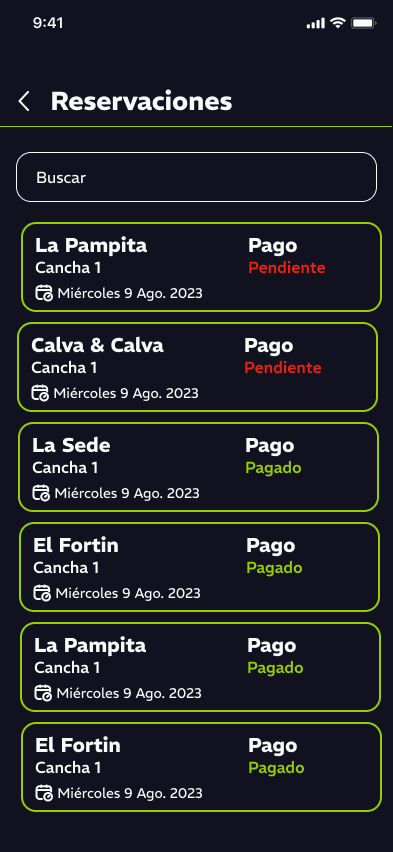 9:41
Reservaciones
Buscar
La Pampita Pago
Cancha 1 Pendiente
Miércoles 9 Ago. 2023
Calva & Calva Pago
Cancha 1 Pendiente
Miércoles 9 Ago. 2023
La Sede Pago
Cancha 1 Pagado
Miércoles 9 Ago. 2023
El Fortin Pago
Cancha 1 Pagado
Miércoles 9 Ago. 2023
La Pampita Pago
Cancha 1 Pagado
Miércoles 9 Ago. 2023
El Fortin Pago
Cancha 1 Pagado
Miércoles 9 Ago. 2023